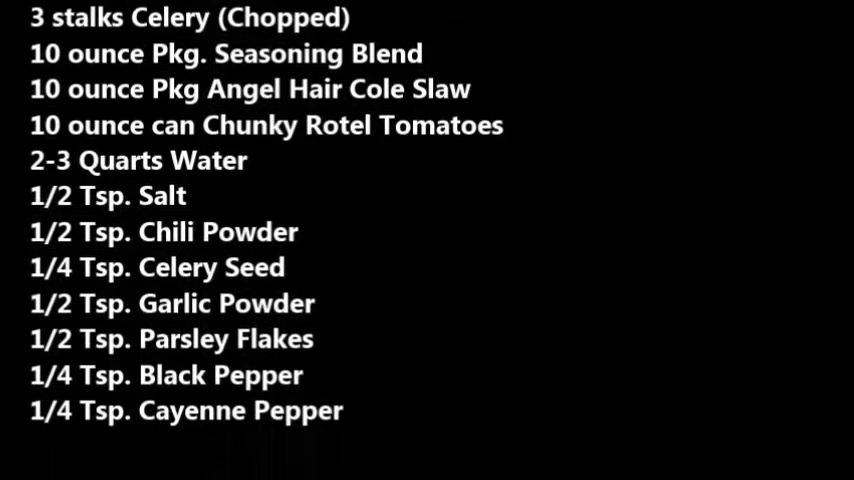 3 stalks Celery (Chopped)
10 ounce Pkg. Seasoning Blend
10 ounce Pkg Angel Hair Cole Slaw
10 ounce can Chunky Rotel Tomatoes
2-3 Quarts Water
1/2 Tsp. Salt
1/2 Tsp. Chili Powder
1/4 Tsp. Celery Seed
1/2 Tsp. Garlic Powder
1/2 Tsp. Parsley Flakes
1/4 Tsp. Black Pepper
1/4 Tsp. Cayenne Pepper